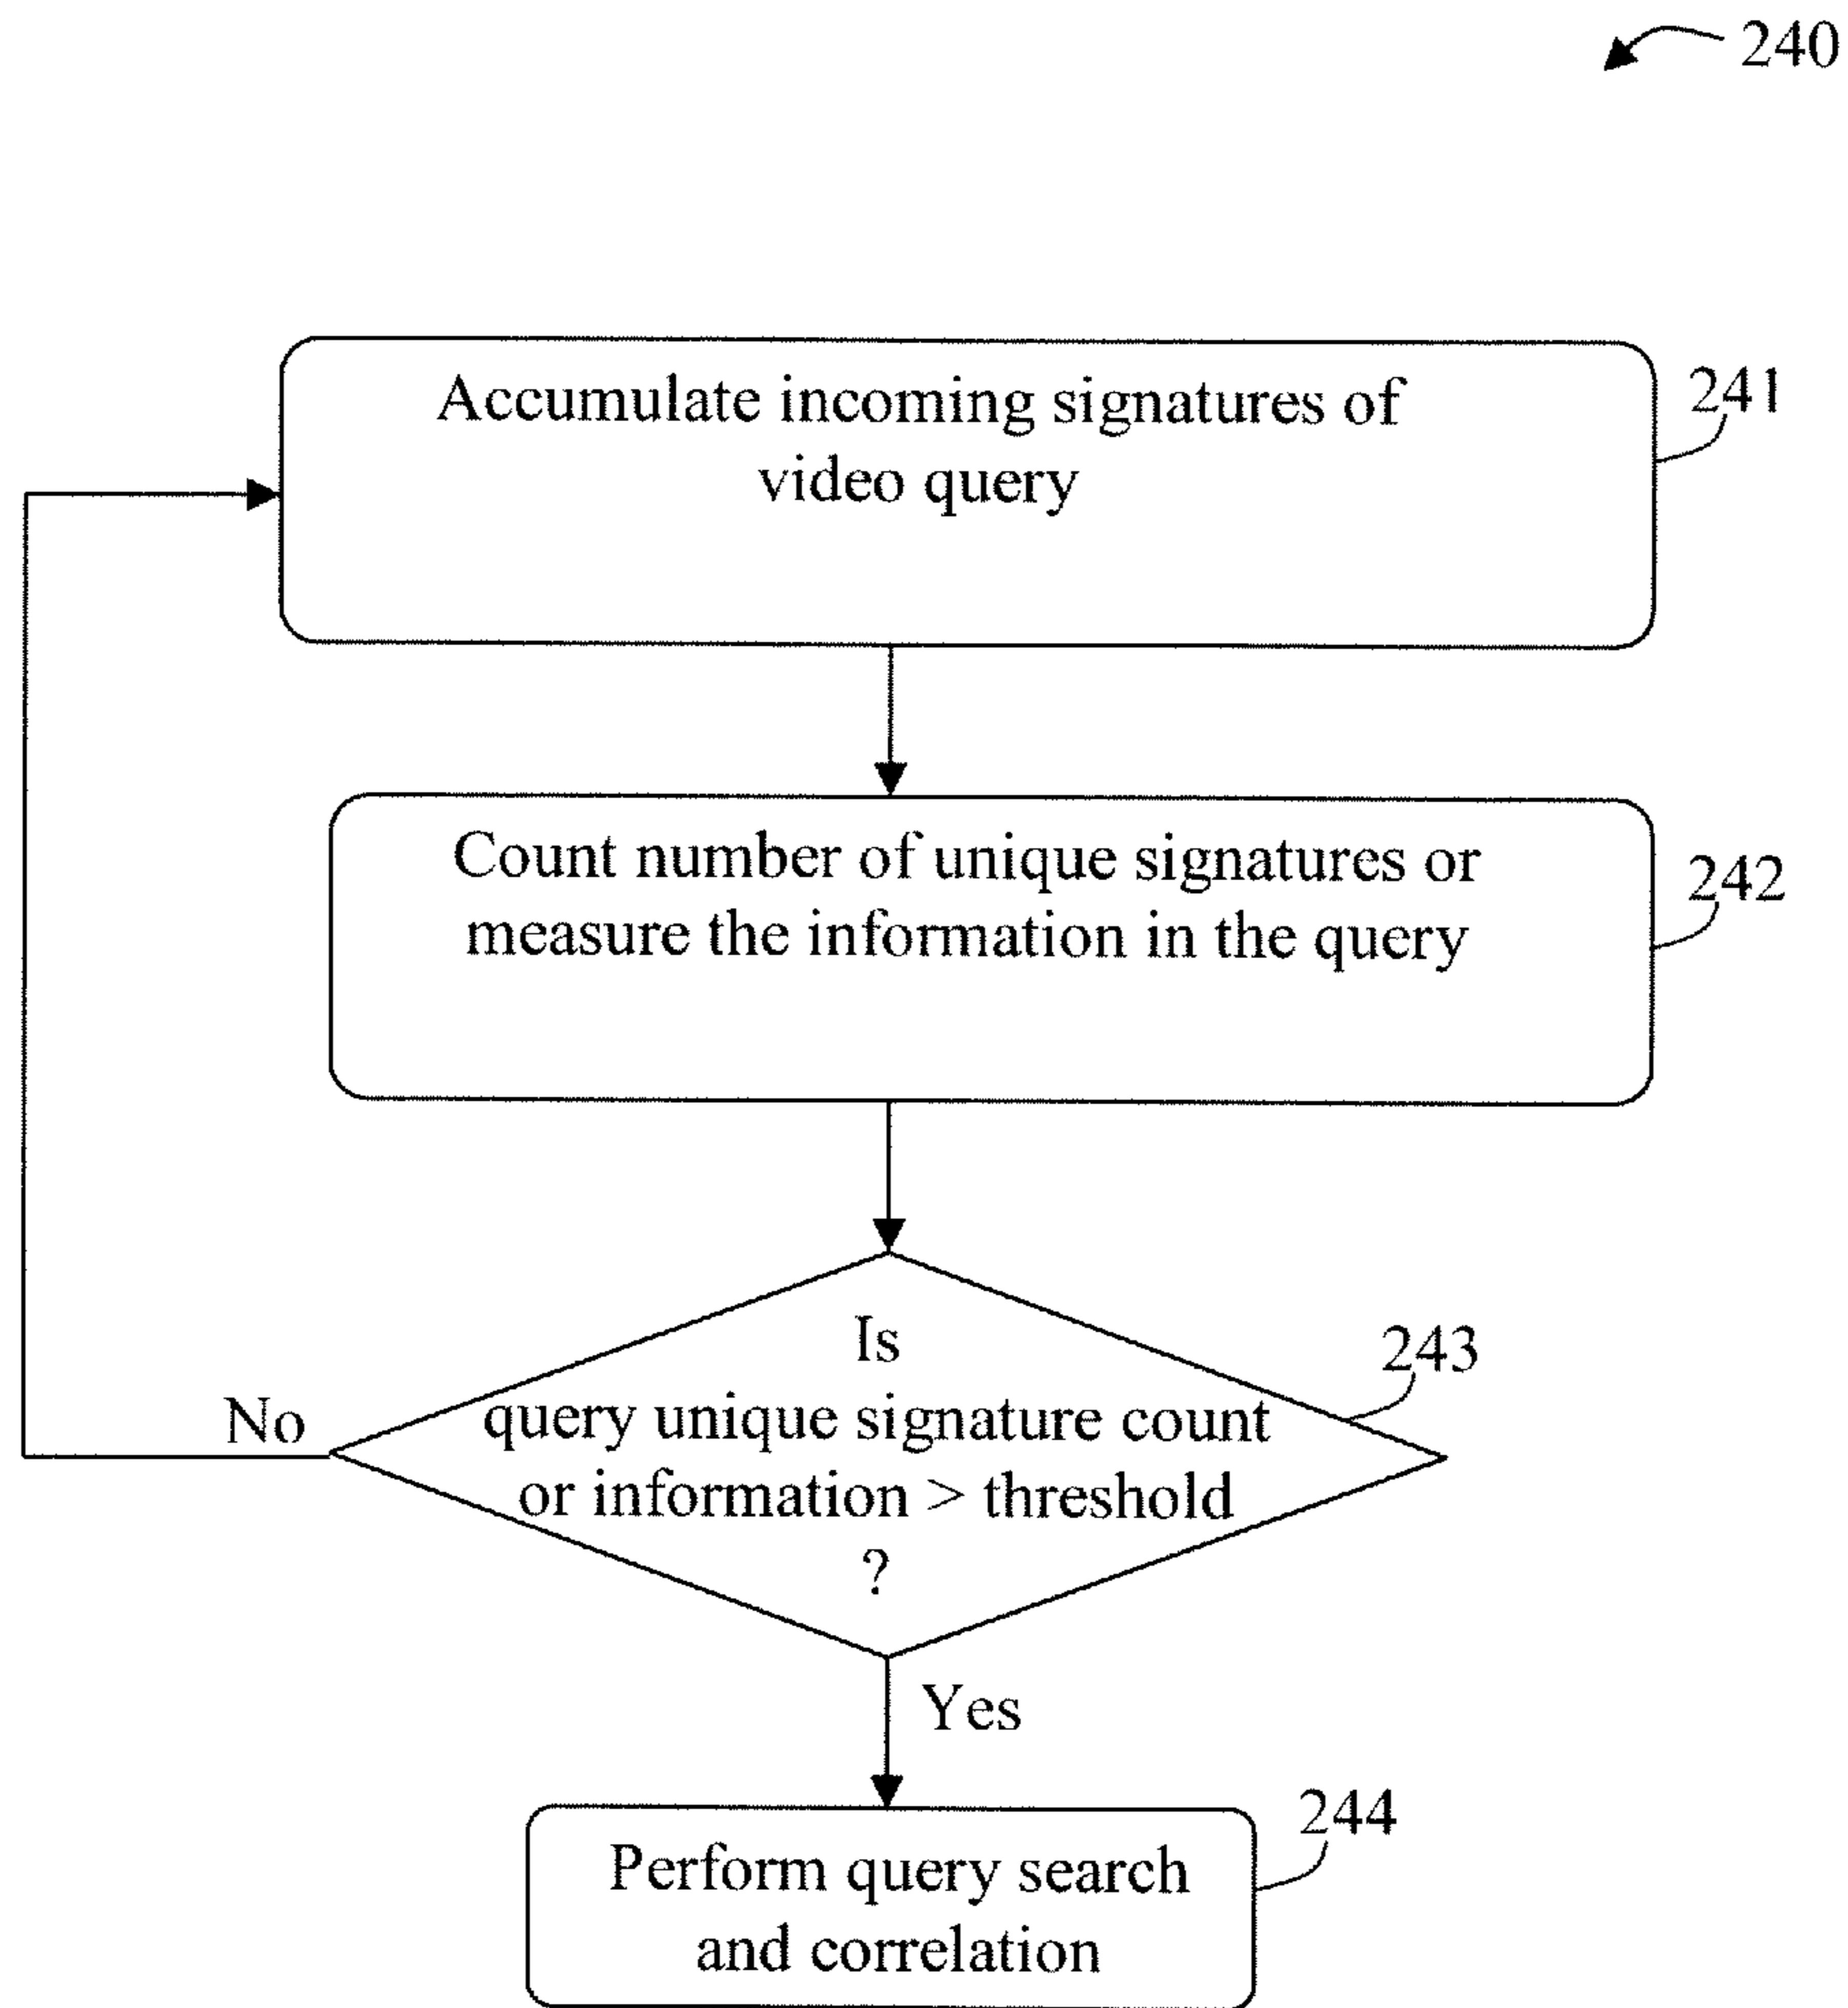 240
Accumulate incoming signatures of
video query
241
Count number of unique signatures or
measure the information in the query
242
Is
query unique signature count
or information > threshold
?
243
No
Yes
Perform query search
and correlation
244